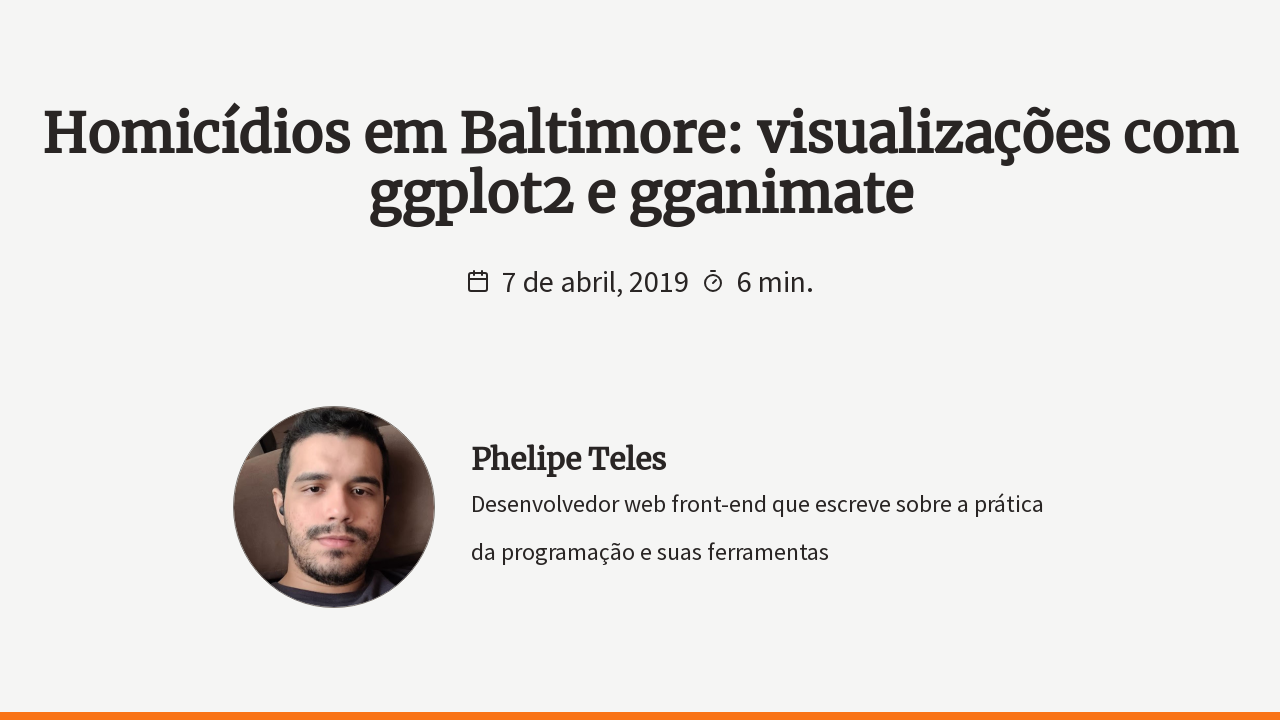 Homicídios em Baltimore: visualizações com
ggplot2 e gganimate
7 de abril, 2019 6 min.
Phelipe Teles
Desenvolvedor web front-end que escreve sobre a prática
da programação e suas ferramentas